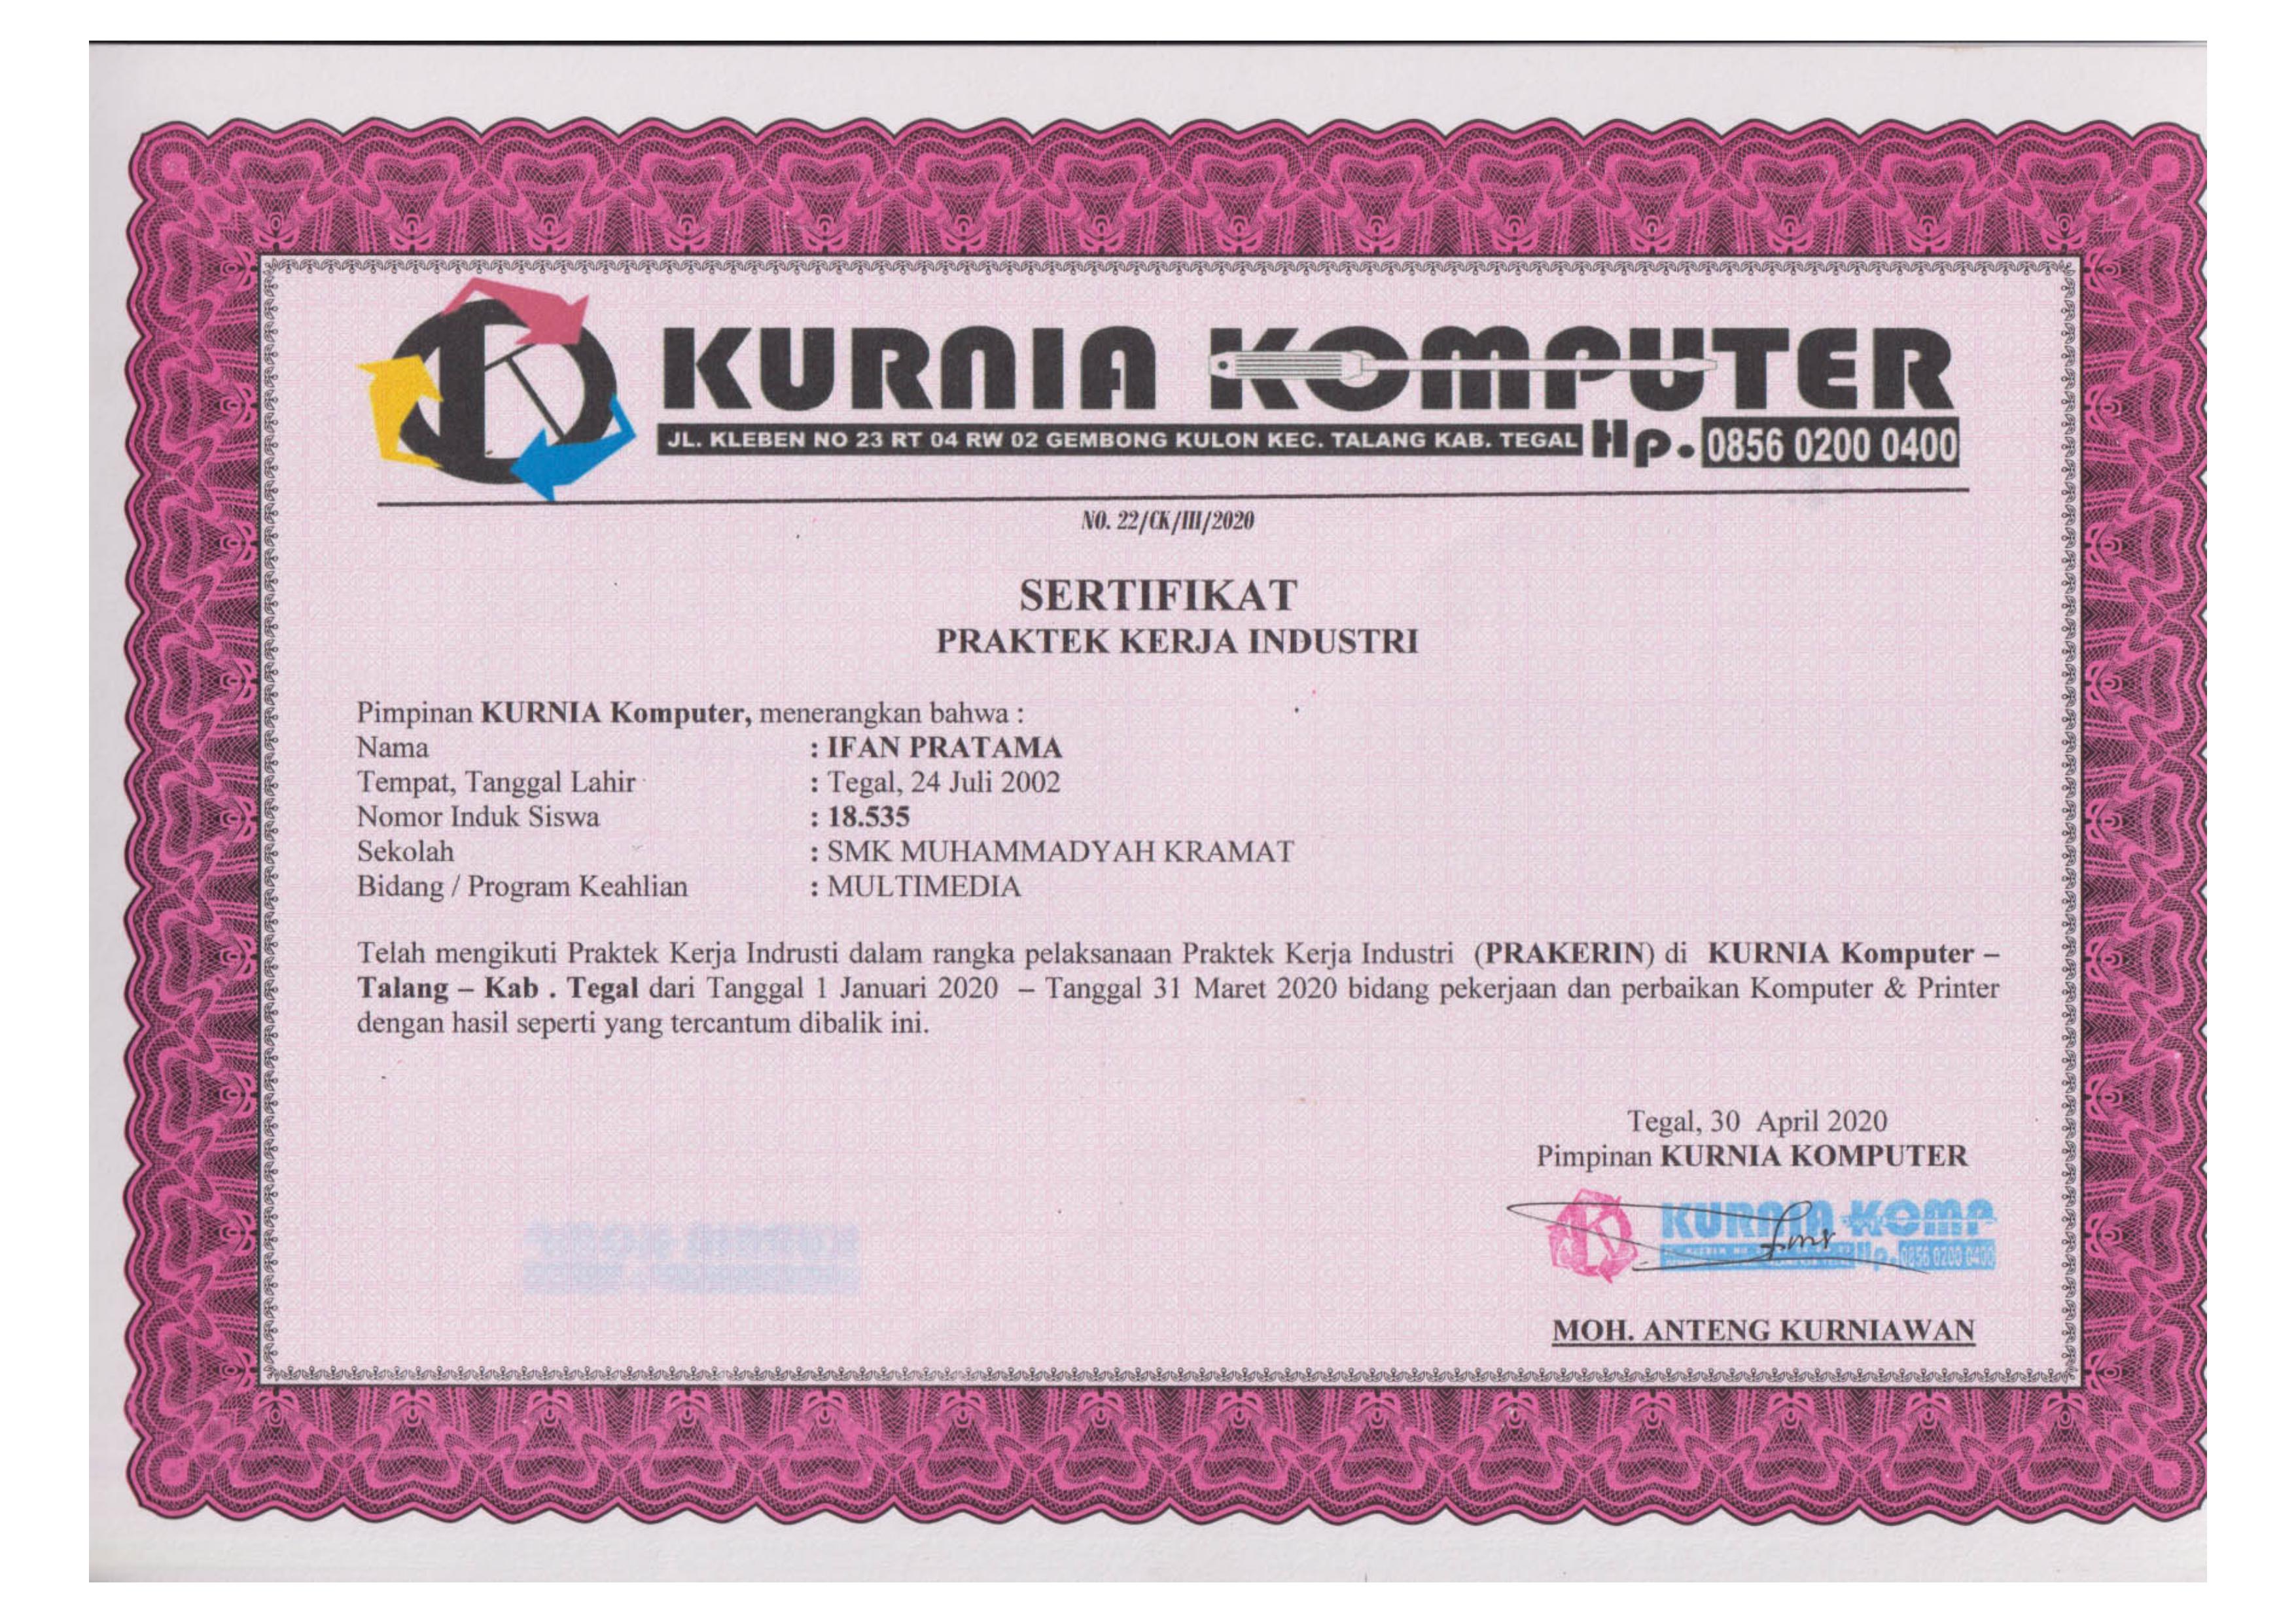 KURNIA KOMPUTER
JL. KLEBEN NO 23 RT 04 RW 02 GEMBONG KULON KEC. TALANG KAB. TEGAL Hp. 0856 0200 0400
NO. 22/CK/III/2020
SERTIFIKAT
PRAKTEK KERJA INDUSTRI
Pimpinan KURNIA Komputer, menerangkan bahwa :
Nama : IFAN PRATAMA
Tempat, Tanggal Lahir : Tegal, 24 Juli 2002
Nomor Induk Siswa : 18.535
Sekolah : SMK MUHAMMADYAH KRAMAT
Bidang / Program Keahlian : MULTIMEDIA
Telah mengikuti Praktek Kerja Indrusti dalam rangka pelaksanaan Praktek Kerja Industri (PRAKERIN) di KURNIA Komputer –
Talang – Kab . Tegal dari Tanggal 1 Januari 2020 – Tanggal 31 Maret 2020 bidang pekerjaan dan perbaikan Komputer & Printer
dengan hasil seperti yang tercantum dibalik ini.
Tegal, 30 April 2020
Pimpinan KURNIA KOMPUTER
KURNIA KOMP
Hp. 0856 0200 0400
MOH. ANTENG KURNIAWAN